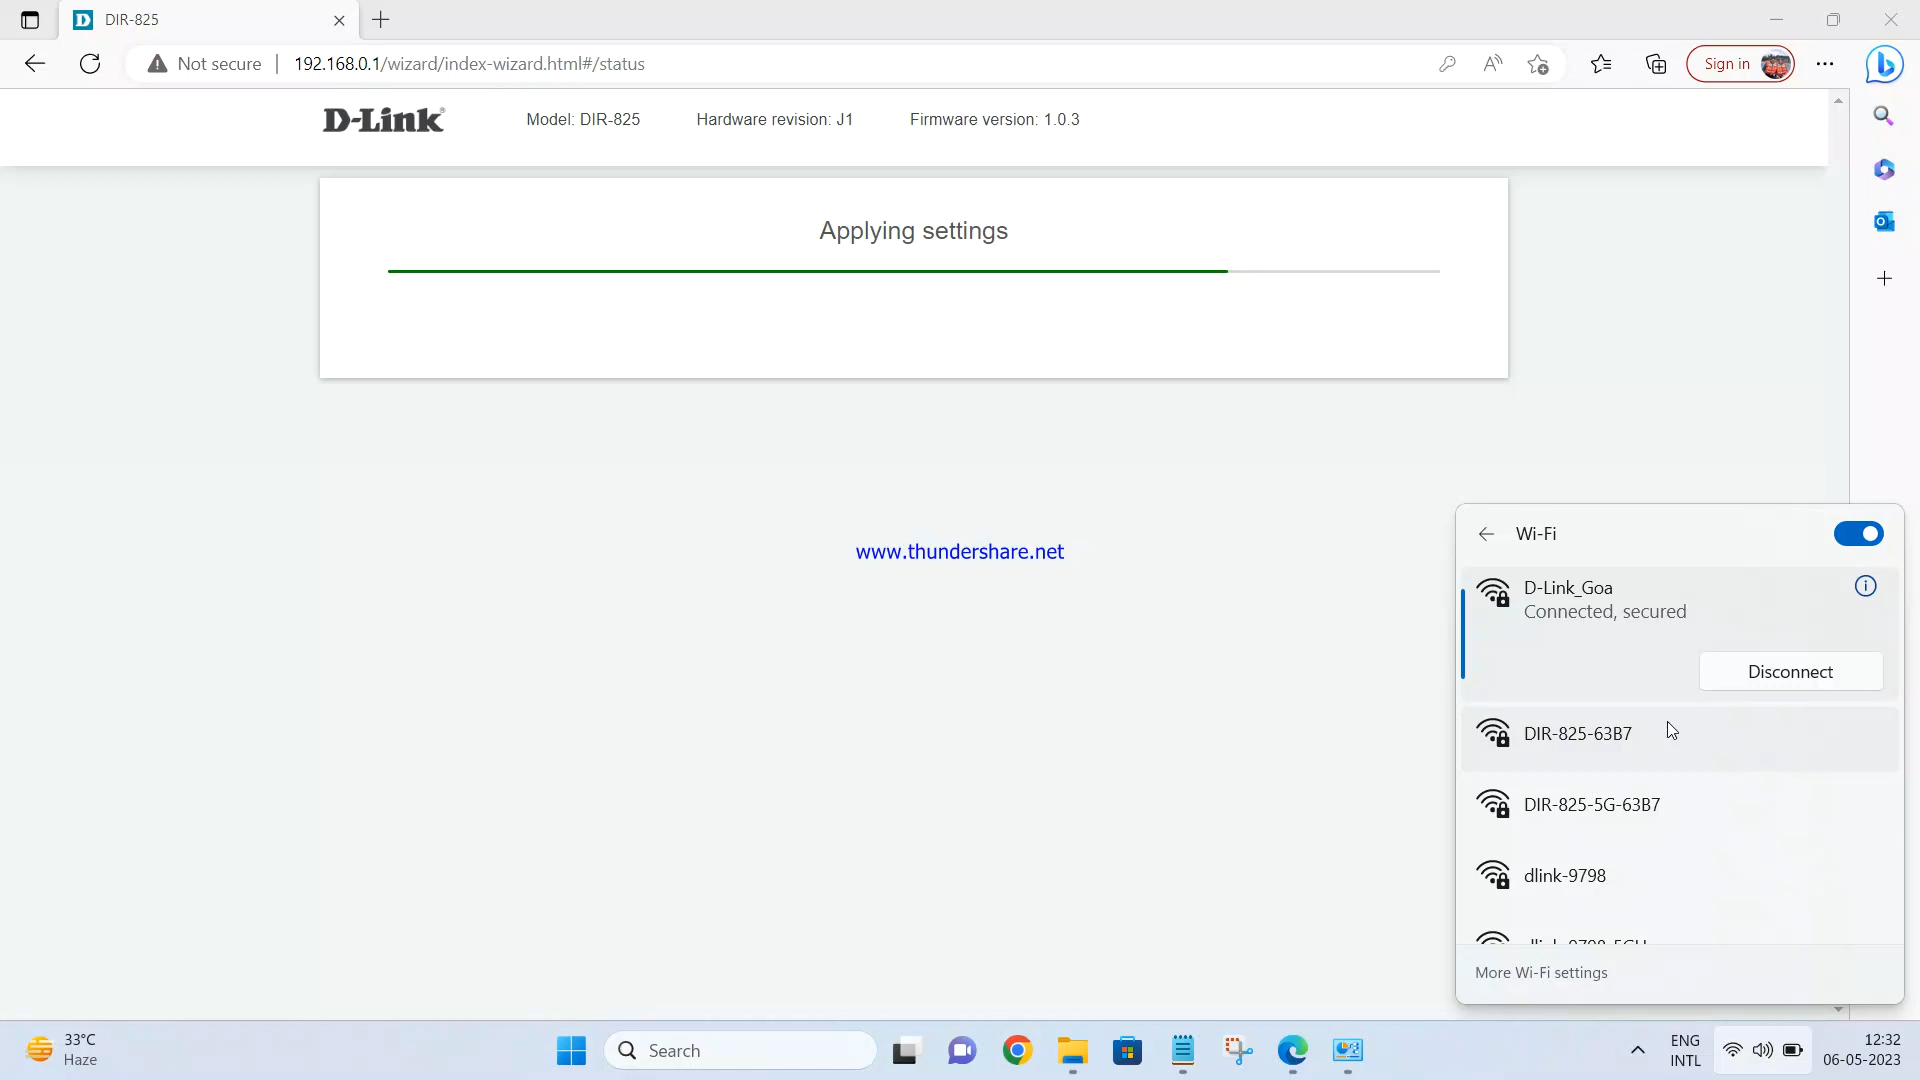 DIR-825
Not secure
192.168.0.1/wizard/index-wizard.html#/status
Sign in
D-Link
Model: DIR-825
Hardware revision: J1
Firmware version: 1.0.3
Applying settings
www.thundershare.net
Wi-Fi
D-Link_Goa
Connected, secured
Disconnect
DIR-825-63B7
DIR-825-5G-63B7
dlink-9798
More Wi-Fi settings
33°C
Haze
Search
ENG
INTL
12:32
06-05-2023